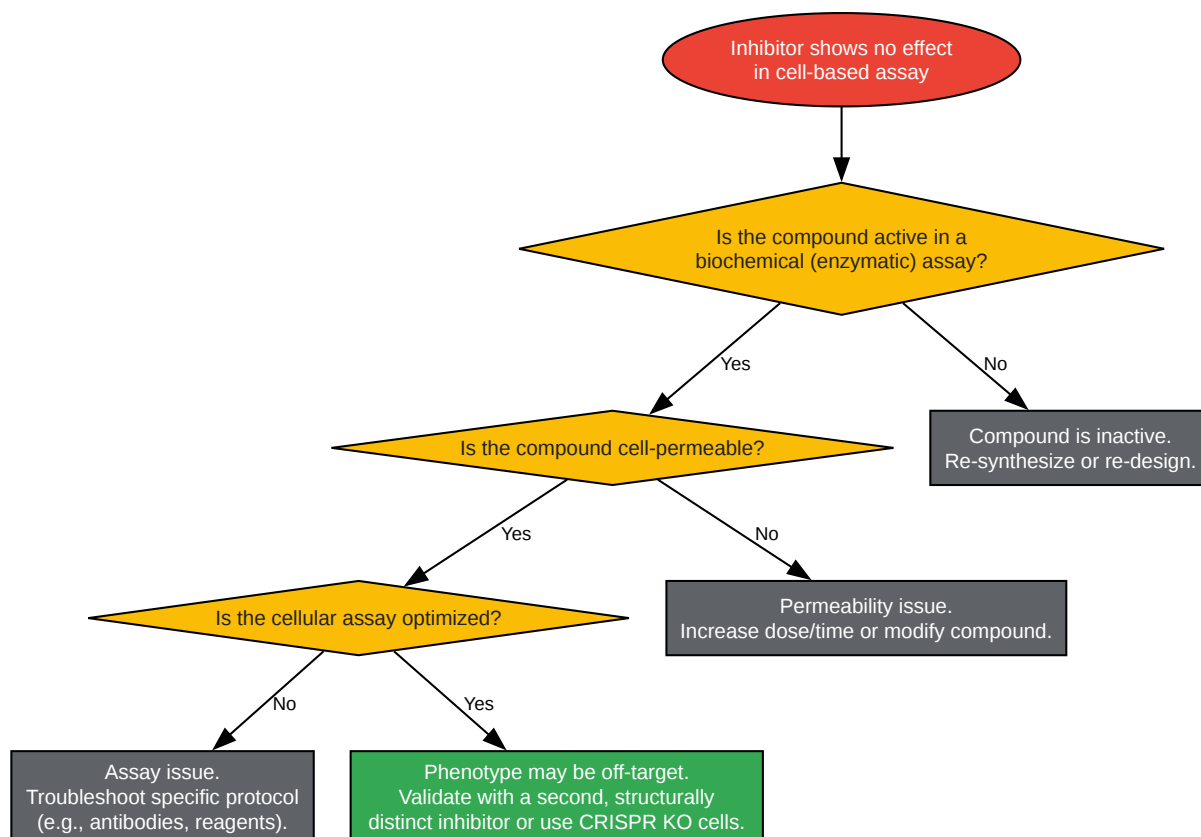 Inhibitor shows no effect
in cell-based assay
Is the compound active in a
biochemical (enzymatic) assay?
Yes
No
Is the compound cell-permeable?
Compound is inactive.
Re-synthesize or re-design.
Yes
No
Is the cellular assay optimized?
Permeability issue.
Increase dose/time or modify compound.
No
Yes
Assay issue.
Troubleshoot specific protocol
(e.g., antibodies, reagents).
Phenotype may be off-target.
Validate with a second, structurally
distinct inhibitor or use CRISPR KO cells.